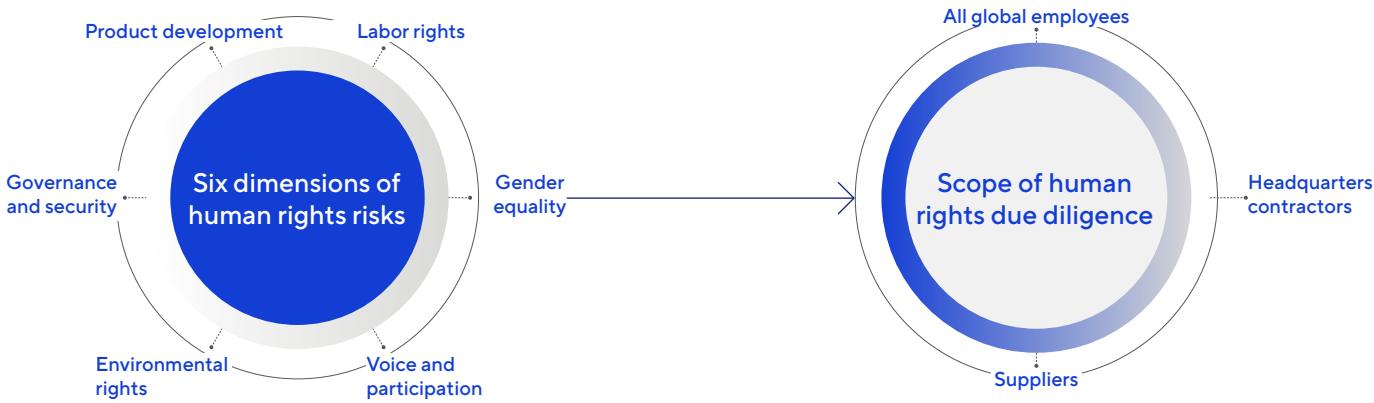 Product development
Labor rights
Governance
and security
Six dimensions of
human rights risks
Gender
equality
Environmental
rights
Voice and
participation
All global employees
Scope of human
rights due diligence
Headquarters
contractors
Suppliers